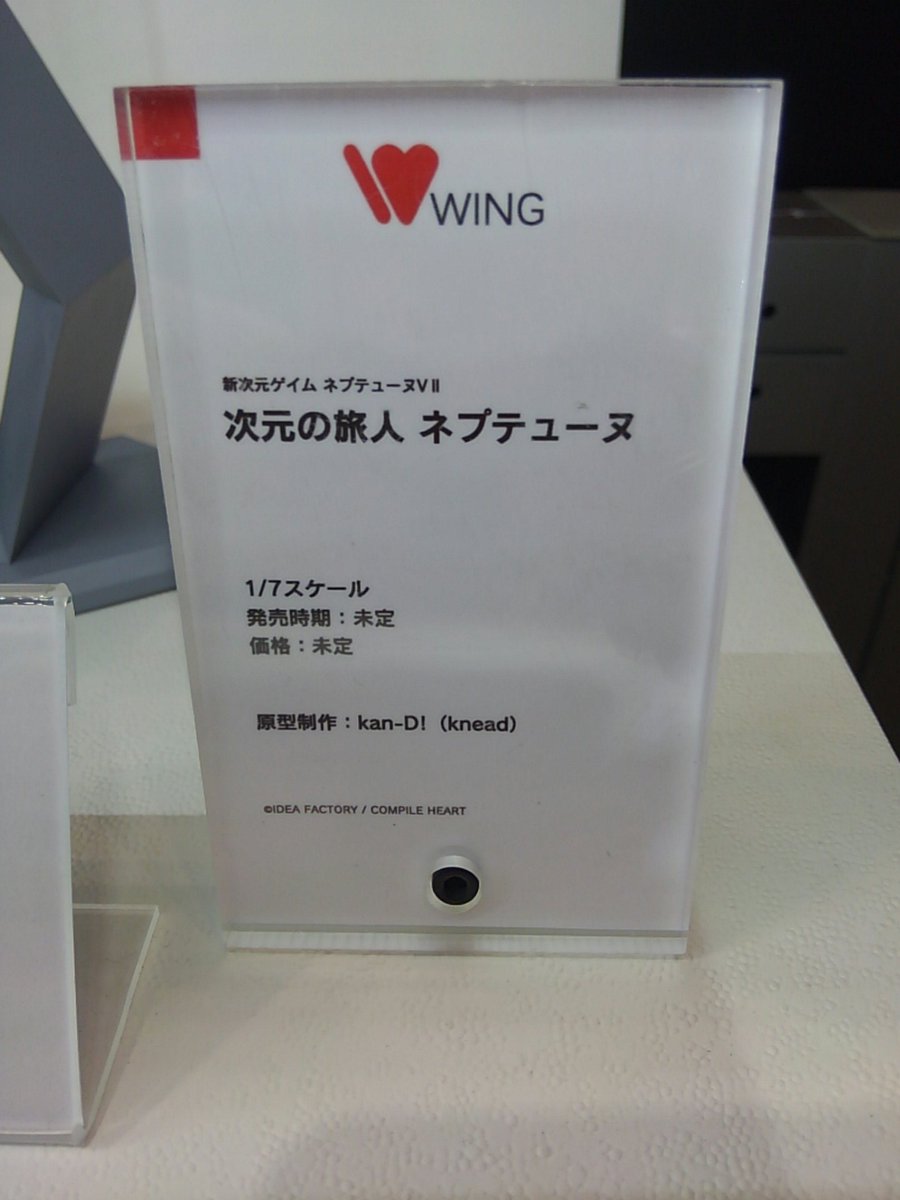 WING
新次元ゲイム ネプテューヌVⅡ
次元の旅人 ネプテューヌ
1/7スケール
発売時期：未定
価格：未定
原型制作：kan-D!（knead）
©IDEA FACTORY / COMPILE HEART